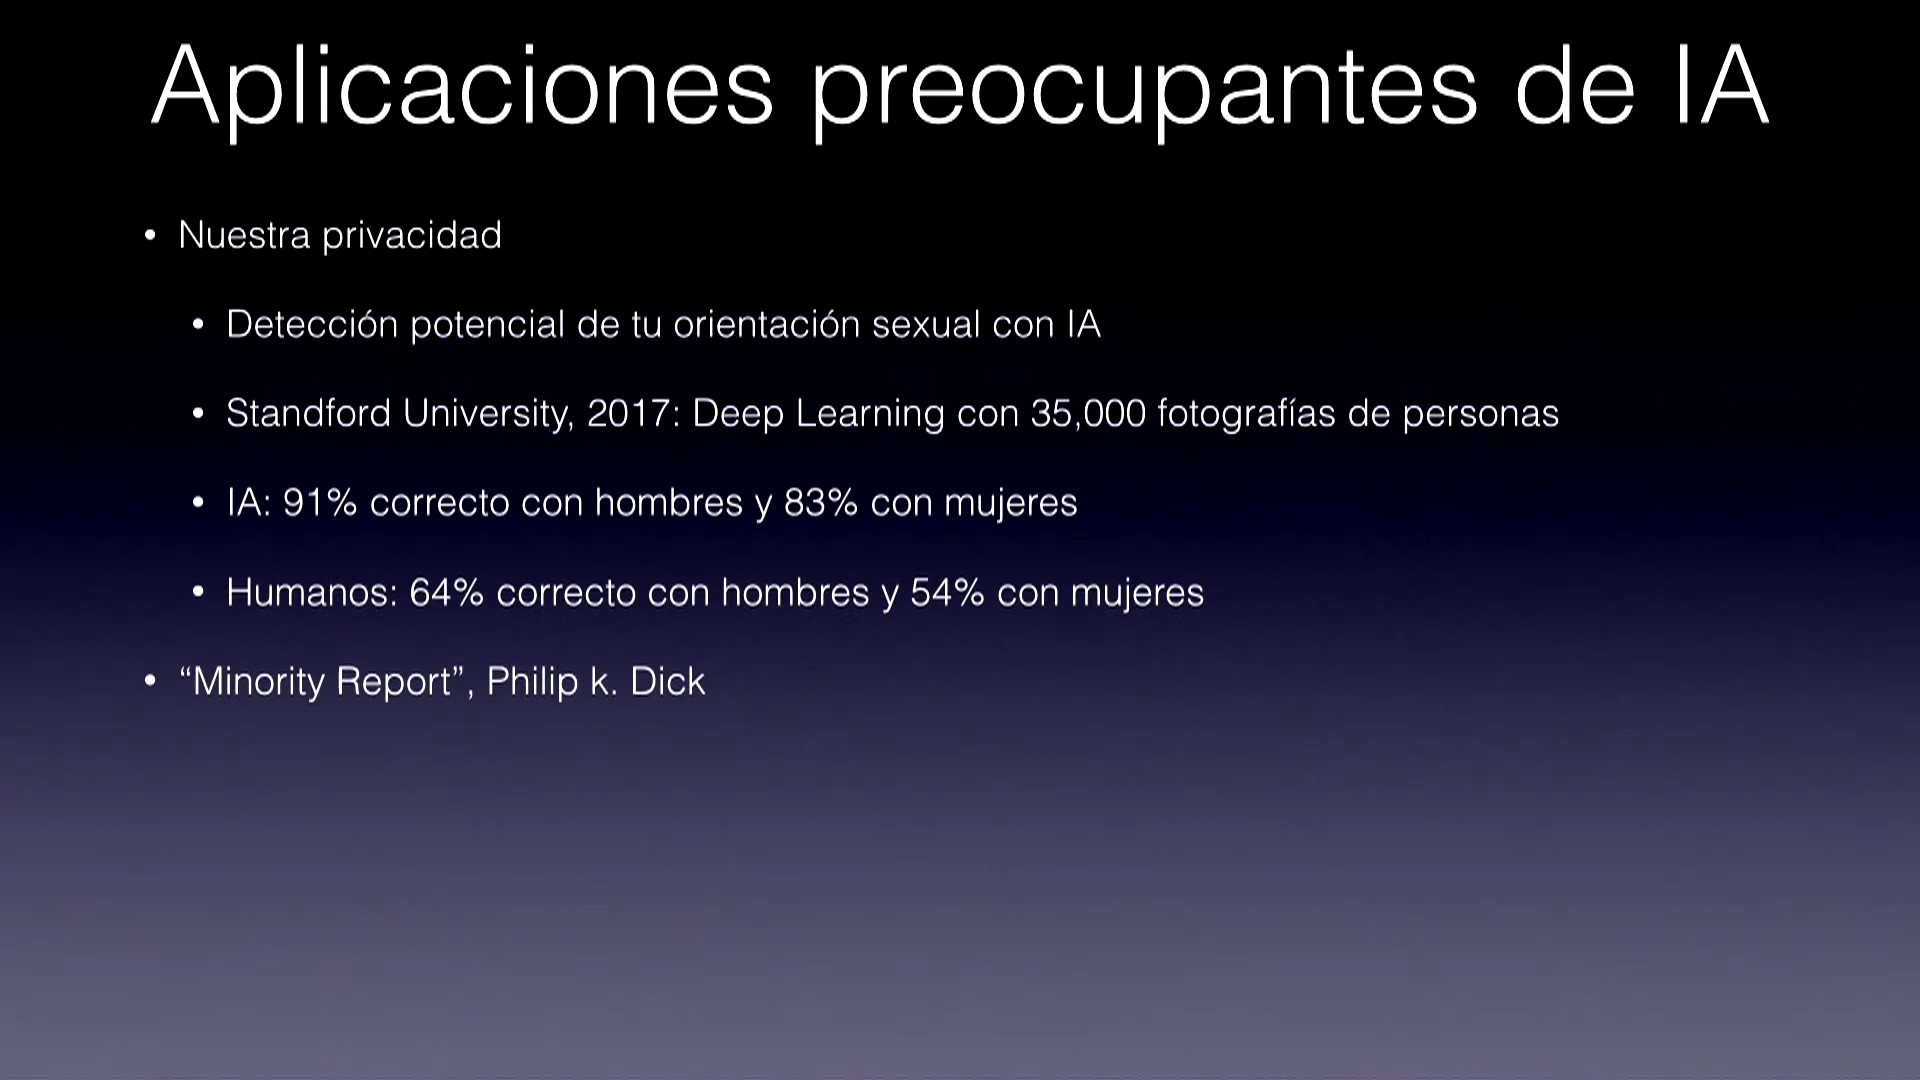 Aplicaciones preocupantes de IA
• Nuestra privacidad
• Detección potencial de tu orientación sexual con IA
• Standford University, 2017: Deep Learning con 35,000 fotografías de personas
• IA: 91% correcto con hombres y 83% con mujeres
• Humanos: 64% correcto con hombres y 54% con mujeres
• “Minority Report”, Philip k. Dick